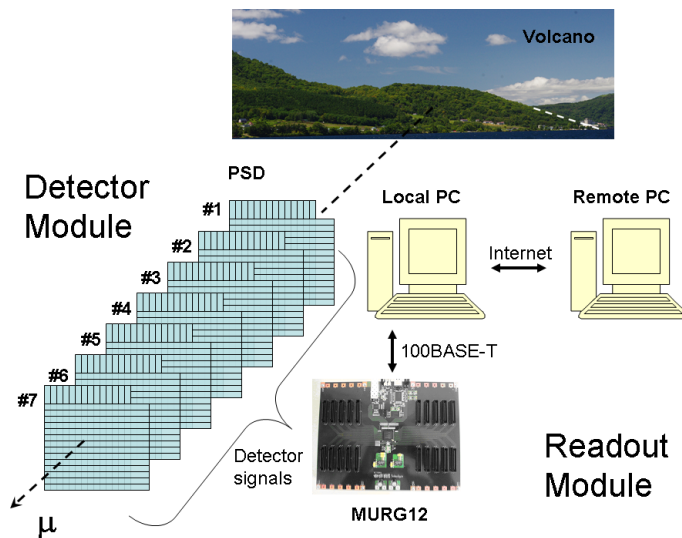 Volcano
Detector
Module
PSD
#1
#2
#3
#4
#5
#6
#7
μ
Local PC
Remote PC
Internet
100BASE-T
Detector
signals
MURG12
Readout
Module